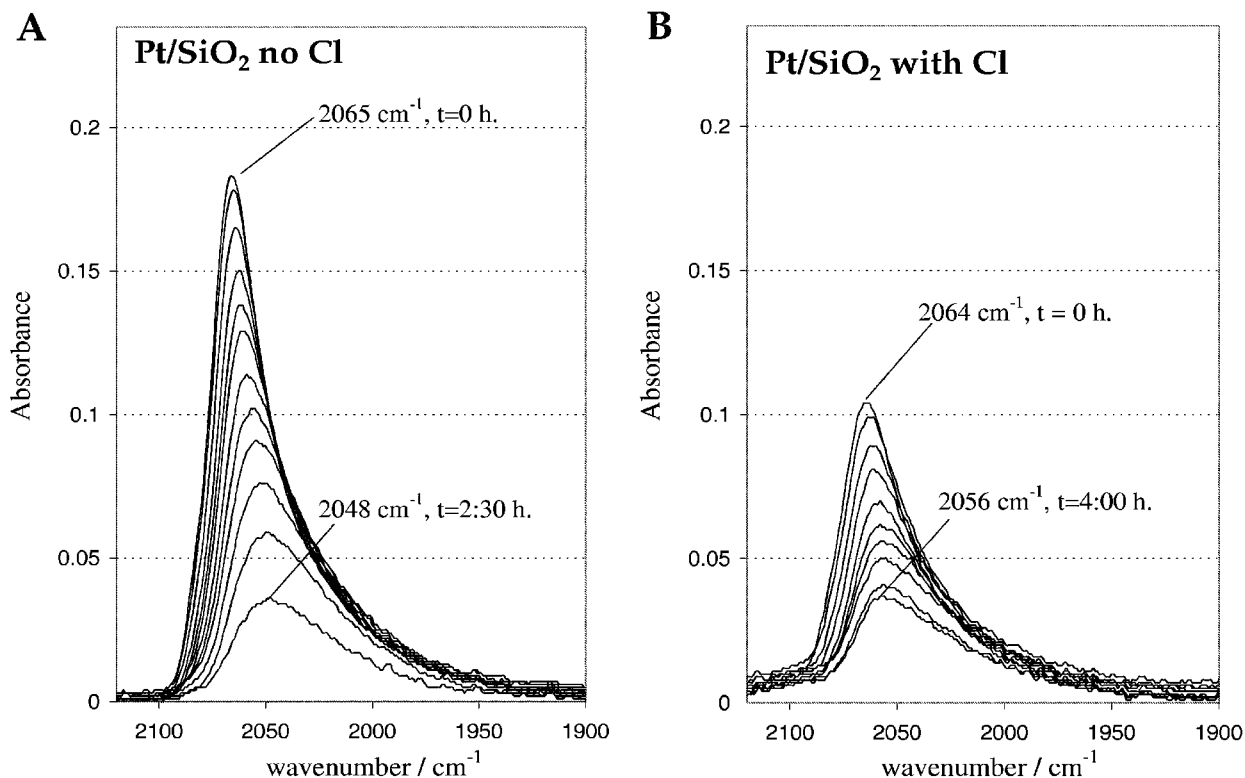 A
Pt/SiO₂ no Cl
2065 cm⁻¹, t=0 h.
0.2
0.15
0.1
0.05
0
Absorbance
2048 cm⁻¹, t=2:30 h.
2100 2050 2000 1950 1900
wavenumber / cm⁻¹
B
Pt/SiO₂ with Cl
0.2
0.15
0.1
0.05
0
Absorbance
2064 cm⁻¹, t = 0 h.
2056 cm⁻¹, t=4:00 h.
2100 2050 2000 1950 1900
wavenumber / cm⁻¹